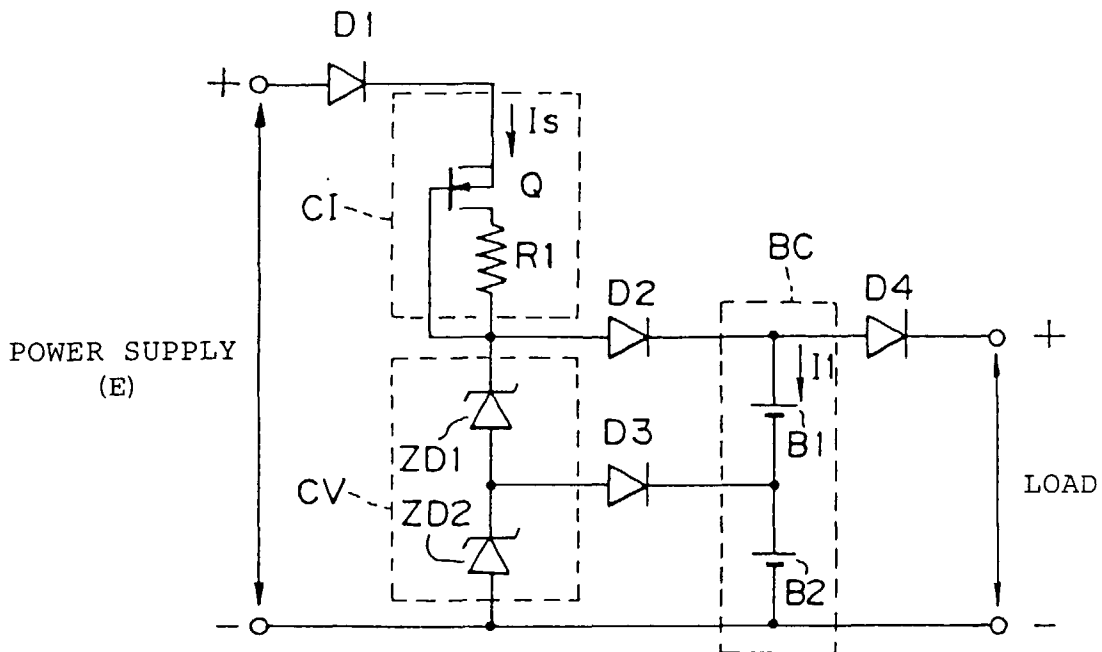 D1
+
Is
Q
CI
R1
BC
D2
D4
+
POWER SUPPLY
(E)
I1
B1
ZD1
D3
CV
ZD2
LOAD
B2
-
-